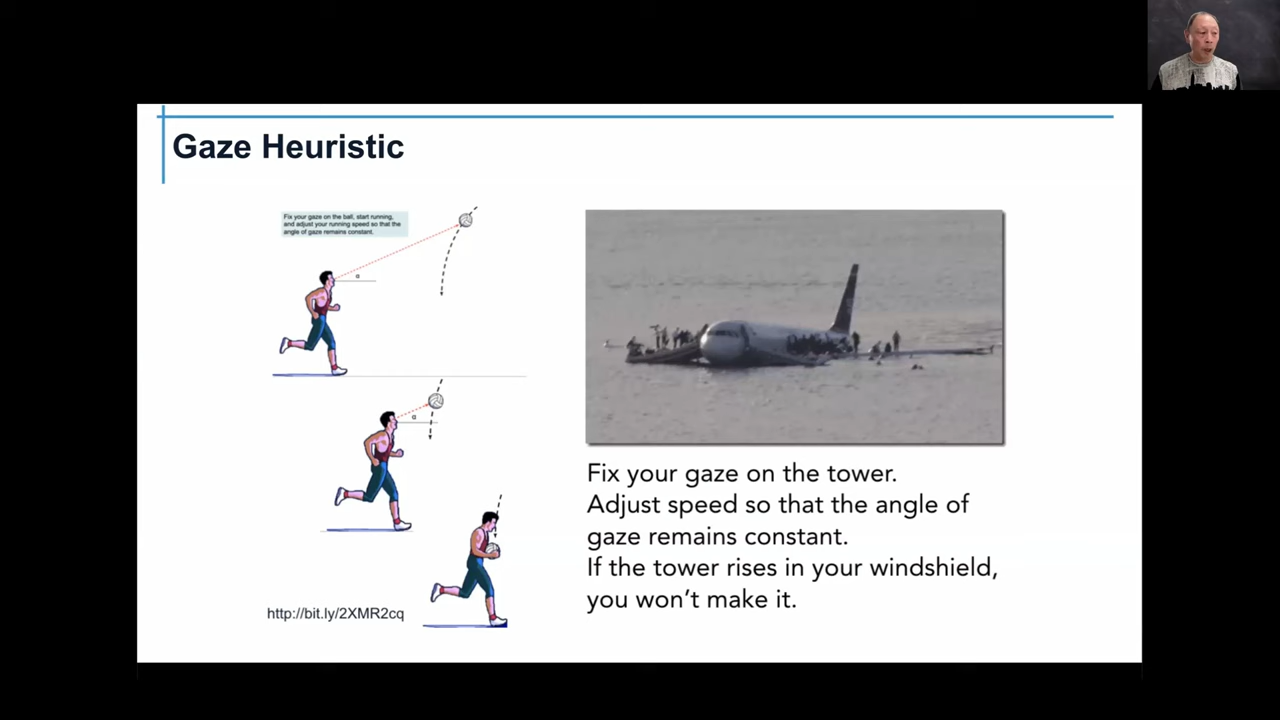 Gaze Heuristic
Fix your gaze on the ball, start running,
and adjust your running speed so that the
angle of gaze remains constant.
α
α
http://bit.ly/2XMR2cq
Fix your gaze on the tower.
Adjust speed so that the angle of
gaze remains constant.
If the tower rises in your windshield,
you won't make it.